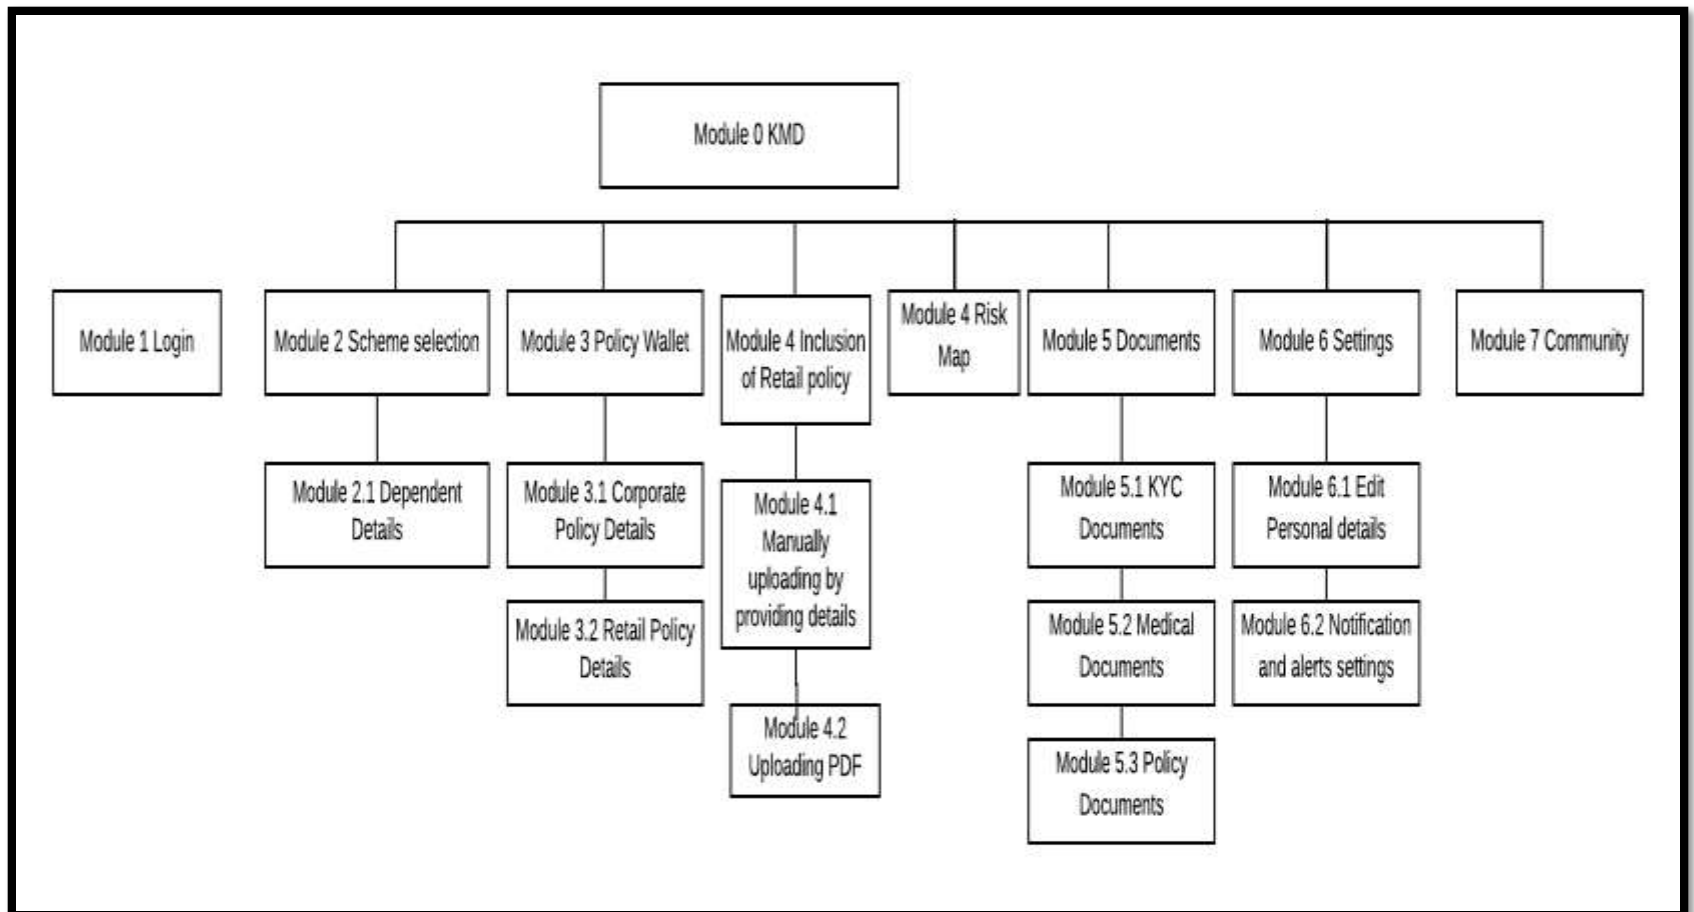 Module 0 KMD
Module 1 Login
Module 2 Scheme selection
Module 3 Policy Wallet
Module 4 Inclusion
of Retail policy
Module 4 Risk
Map
Module 5 Documents
Module 6 Settings
Module 7 Community
Module 2.1 Dependent
Details
Module 3.1 Corporate
Policy Details
Module 4.1
Manually
uploading by
providing details
Module 5.1 KYC
Documents
Module 6.1 Edit
Personal details
Module 3.2 Retail Policy
Details
Module 5.2 Medical
Documents
Module 6.2 Notification
and alerts settings
Module 4.2
Uploading PDF
Module 5.3 Policy
Documents